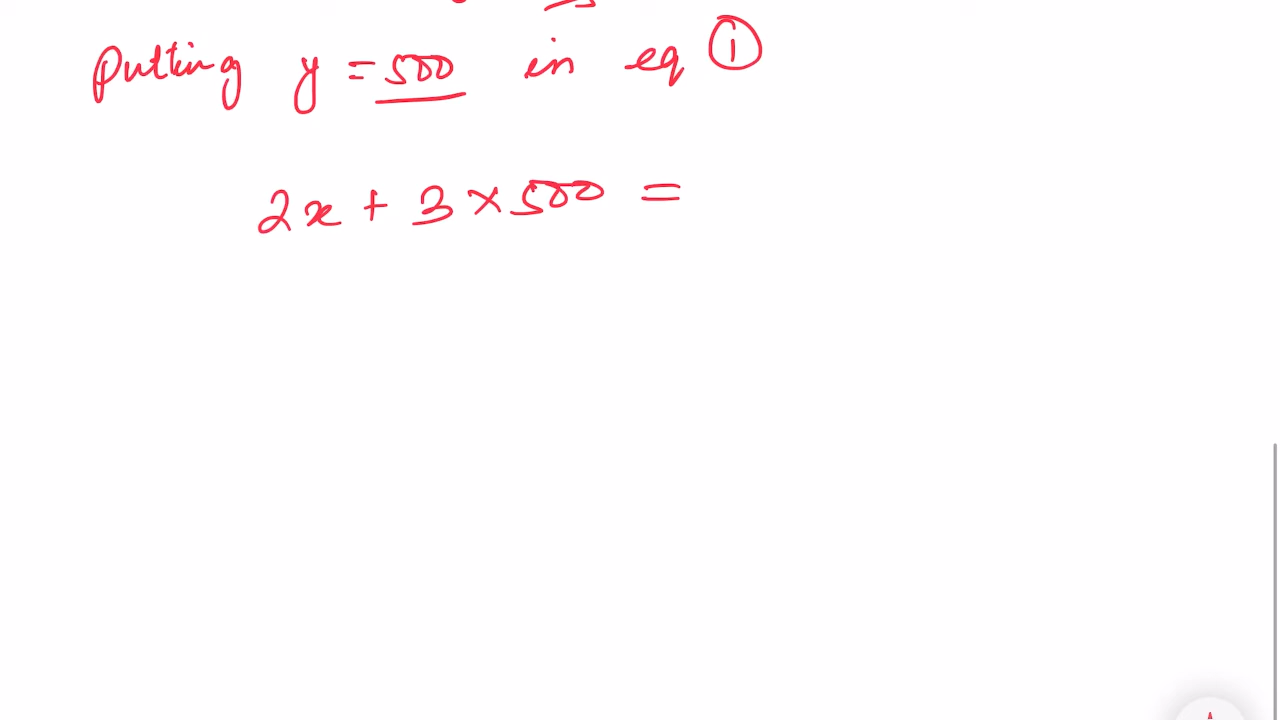 Putting y = 500 in eq ①
2x + 3 × 500 =